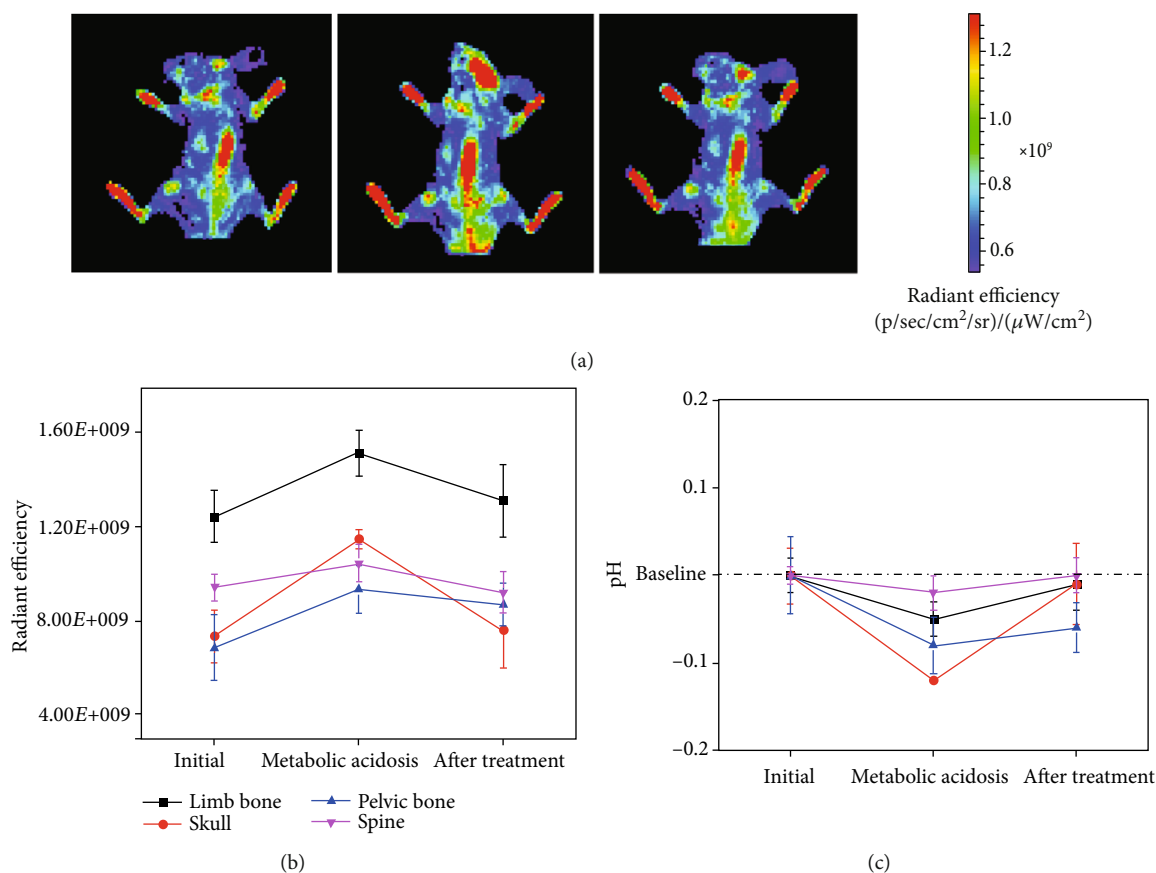 1.2
1.0
×10⁹
0.8
0.6
Radiant efficiency
(p/sec/cm²/sr)/(μW/cm²)
(a)
Radiant efficiency
1.60E+009
1.20E+009
8.00E+009
4.00E+009
Initial Metabolic acidosis After treatment
Limb bone
Skull
Pelvic bone
Spine
(b)
pH
0.2
0.1
Baseline
–0.1
–0.2
Initial Metabolic acidosis After treatment
(c)